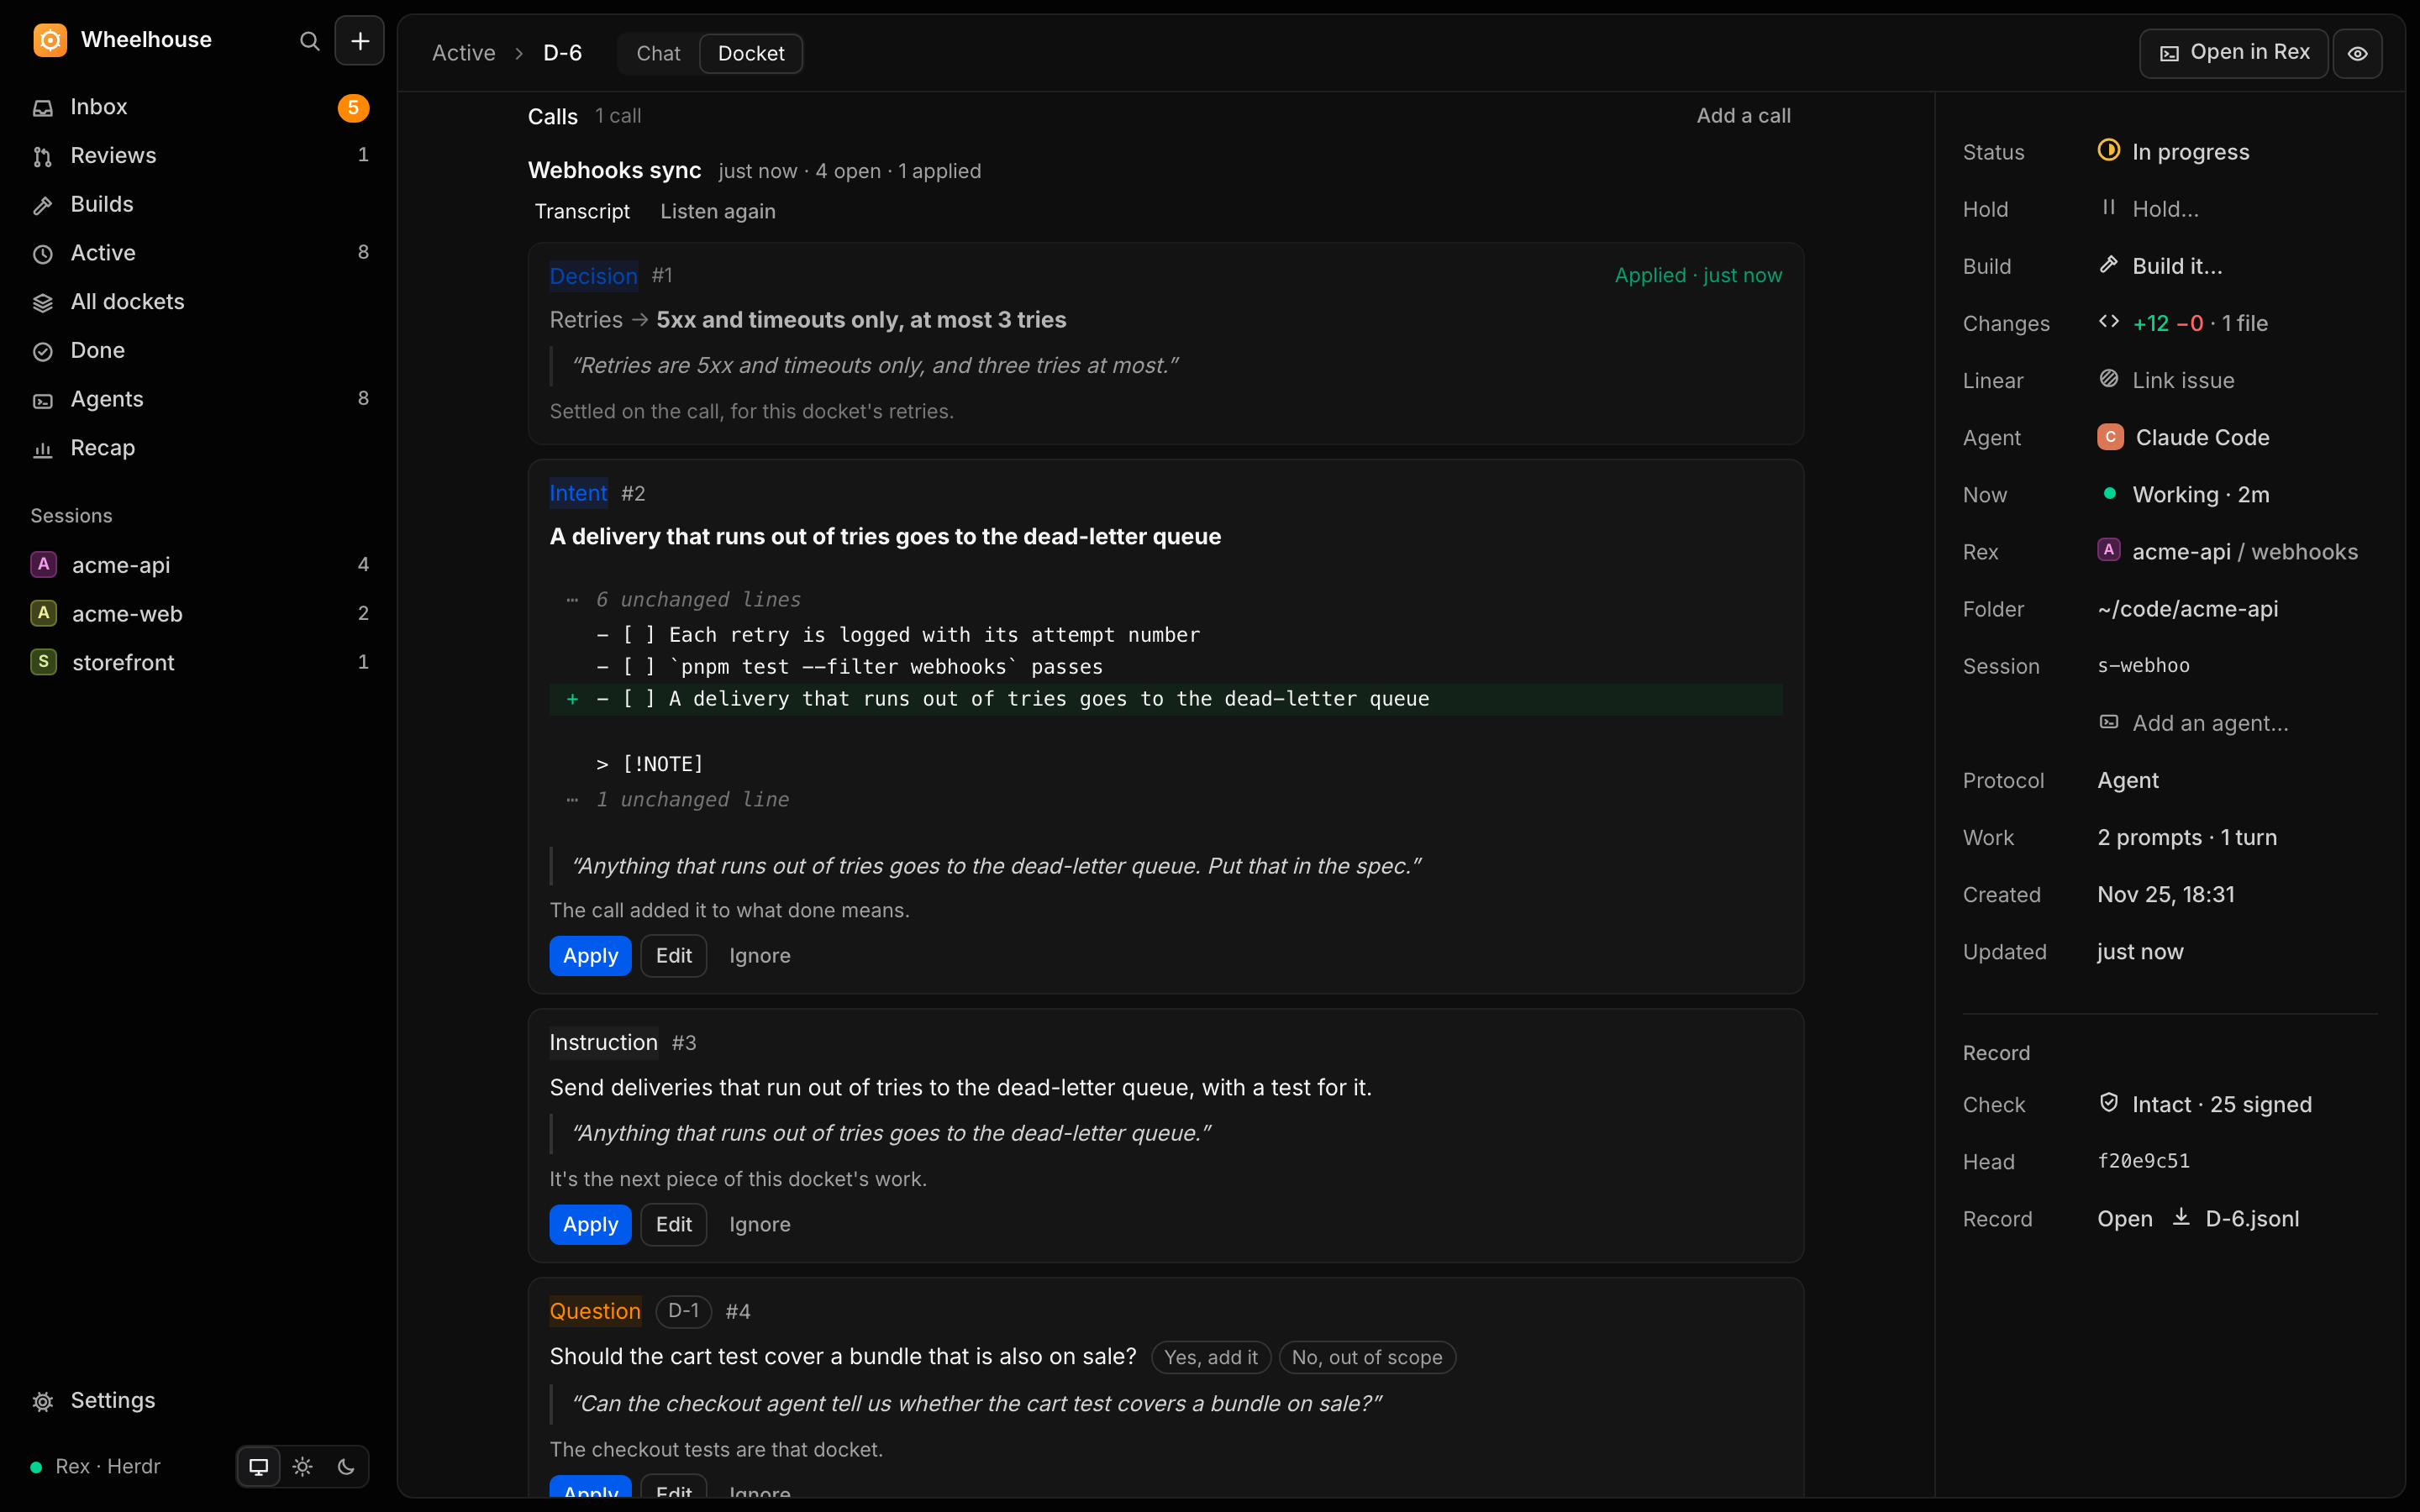 Wheelhouse
Inbox 5
Reviews 1
Builds
Active 8
All dockets
Done
Agents 8
Recap
Sessions
A acme-api 4
A acme-web 2
S storefront 1
Settings
Rex · Herdr
Active › D-6 Chat Docket
Open in Rex
Calls 1 call Add a call
Webhooks sync just now · 4 open · 1 applied
Transcript Listen again
Decision #1 Applied · just now
Retries → 5xx and timeouts only, at most 3 tries
“Retries are 5xx and timeouts only, and three tries at most.”
Settled on the call, for this docket's retries.
Intent #2
A delivery that runs out of tries goes to the dead-letter queue
⋯ 6 unchanged lines
– [ ] Each retry is logged with its attempt number
– [ ] `pnpm test --filter webhooks` passes
+ – [ ] A delivery that runs out of tries goes to the dead-letter queue
> [!NOTE]
⋯ 1 unchanged line
“Anything that runs out of tries goes to the dead-letter queue. Put that in the spec.”
The call added it to what done means.
Apply Edit Ignore
Instruction #3
Send deliveries that run out of tries to the dead-letter queue, with a test for it.
“Anything that runs out of tries goes to the dead-letter queue.”
It's the next piece of this docket's work.
Apply Edit Ignore
Question D-1 #4
Should the cart test cover a bundle that is also on sale? Yes, add it No, out of scope
“Can the checkout agent tell us whether the cart test covers a bundle on sale?”
The checkout tests are that docket.
Apply Edit Ignore
Status In progress
Hold Hold...
Build Build it...
Changes +12 −0 · 1 file
Linear Link issue
Agent C Claude Code
Now Working · 2m
Rex A acme-api / webhooks
Folder ~/code/acme-api
Session s-webhoo
Add an agent...
Protocol Agent
Work 2 prompts · 1 turn
Created Nov 25, 18:31
Updated just now
Record
Check Intact · 25 signed
Head f20e9c51
Record Open D-6.jsonl